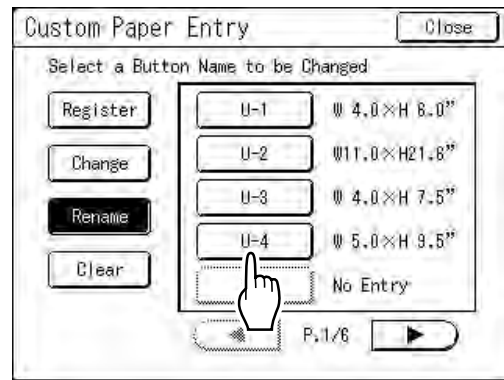 Custom Paper Entry
Close
Select a Button Name to be Changed
Register
U-1 W 4.0×H 6.0”
Change
U-2 W11.0×H21.6”
Rename
U-3 W 4.0×H 7.5”
U-4 W 5.0×H 9.5”
Clear
No Entry
P.1/6